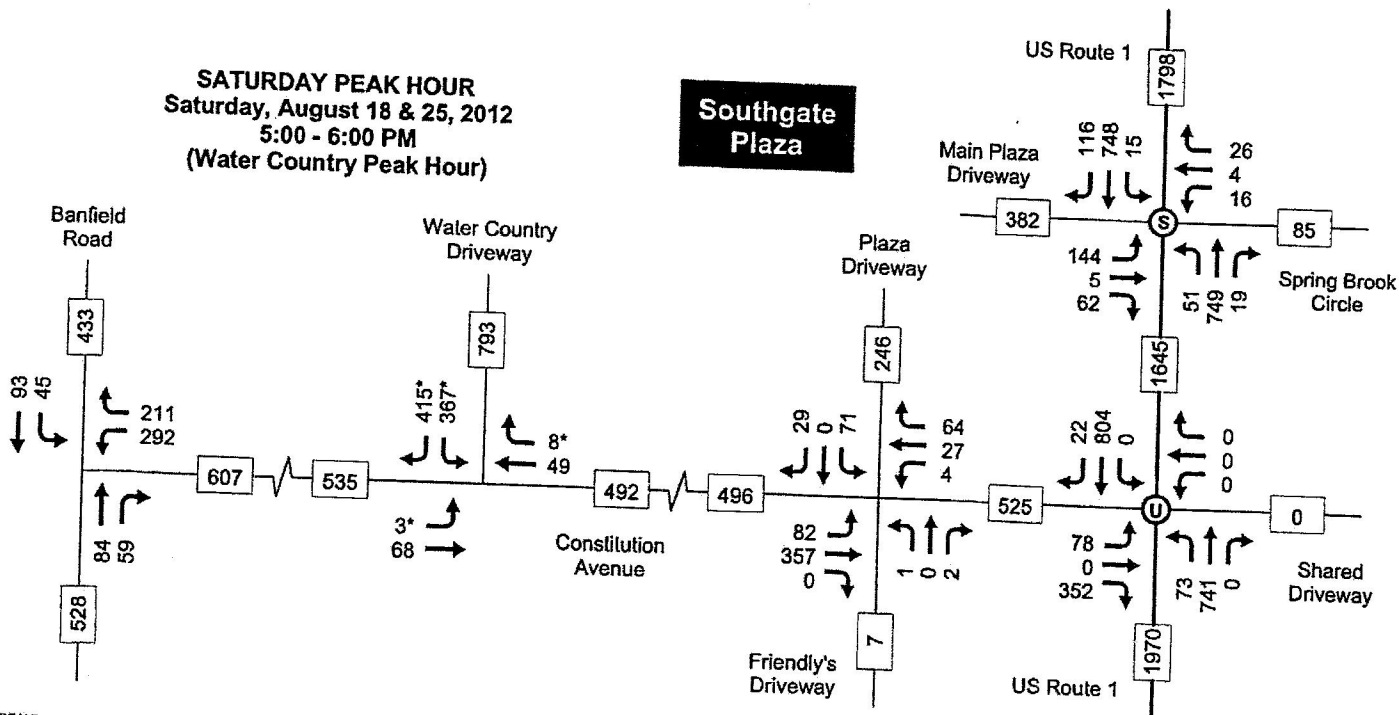 SATURDAY PEAK HOUR
Saturday, August 18 & 25, 2012
5:00 - 6:00 PM
(Water Country Peak Hour)
Southgate
Plaza
US Route 1
1798
Main Plaza
Driveway
116
748
15
26
4
16
382
S
85
144
5
62
51
749
19
Spring Brook
Circle
1645
Banfield
Road
433
93
45
211
292
607
84
59
528
Water Country
Driveway
793
415*
367*
8*
49
535
3*
68
492
Constitution
Avenue
Plaza
Driveway
246
29
0
71
64
27
4
496
82
357
0
1
0
2
525
7
Friendly's
Driveway
22
804
0
0
0
0
U
0
78
0
352
73
741
0
Shared
Driveway
1970
US Route 1